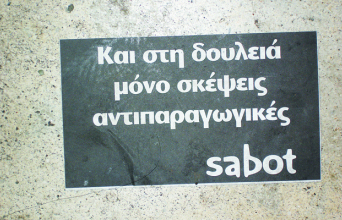 Και στη δουλειά
μόνο σκέψεις
αντιπαραγωγικές
sabot